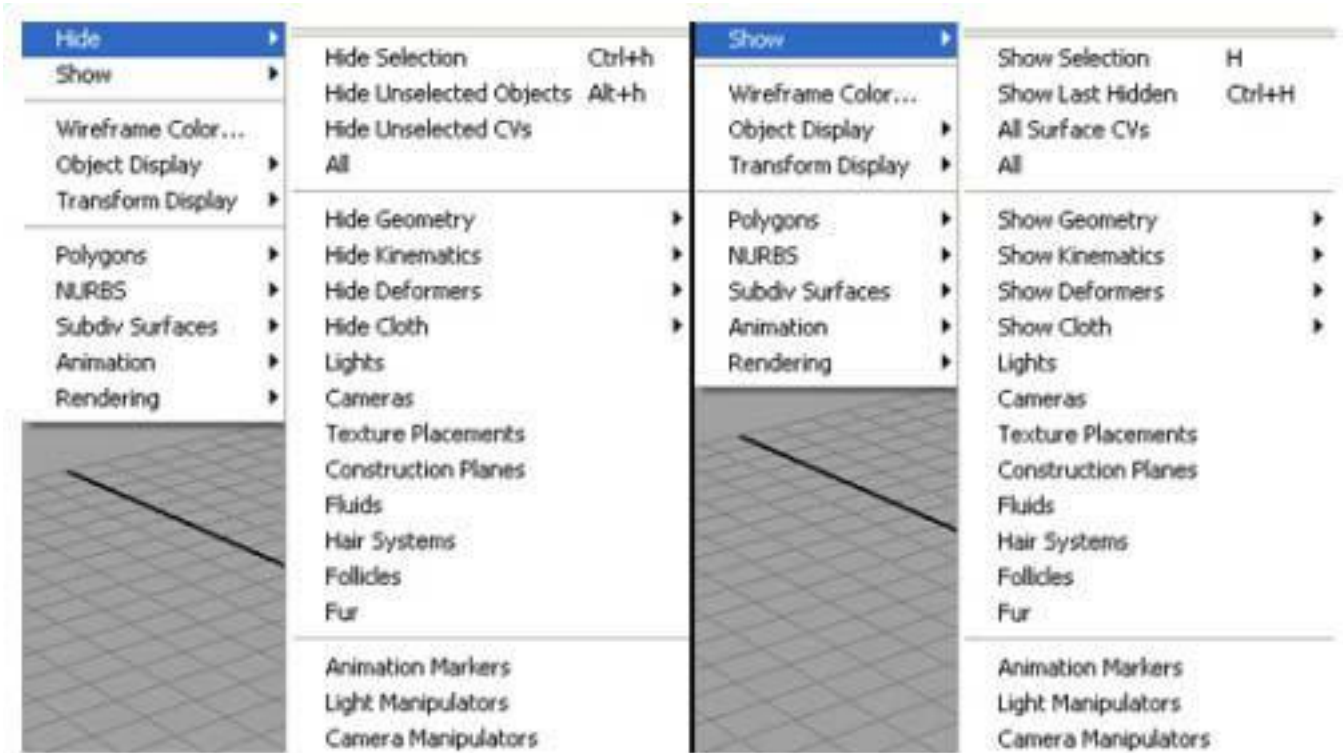 Hide
Show
Wireframe Color...
Object Display
Transform Display
Polygons
NURBS
Subdiv Surfaces
Animation
Rendering
Hide Selection Ctrl+h
Hide Unselected Objects Alt+h
Hide Unselected CVs
All
Hide Geometry
Hide Kinematics
Hide Deformers
Hide Cloth
Lights
Cameras
Texture Placements
Construction Planes
Fluids
Hair Systems
Follicles
Fur
Animation Markers
Light Manipulators
Camera Manipulators
Show
Wireframe Color...
Object Display
Transform Display
Polygons
NURBS
Subdiv Surfaces
Animation
Rendering
Show Selection H
Show Last Hidden Ctrl+H
All Surface CVs
All
Show Geometry
Show Kinematics
Show Deformers
Show Cloth
Lights
Cameras
Texture Placements
Construction Planes
Fluids
Hair Systems
Follicles
Fur
Animation Markers
Light Manipulators
Camera Manipulators